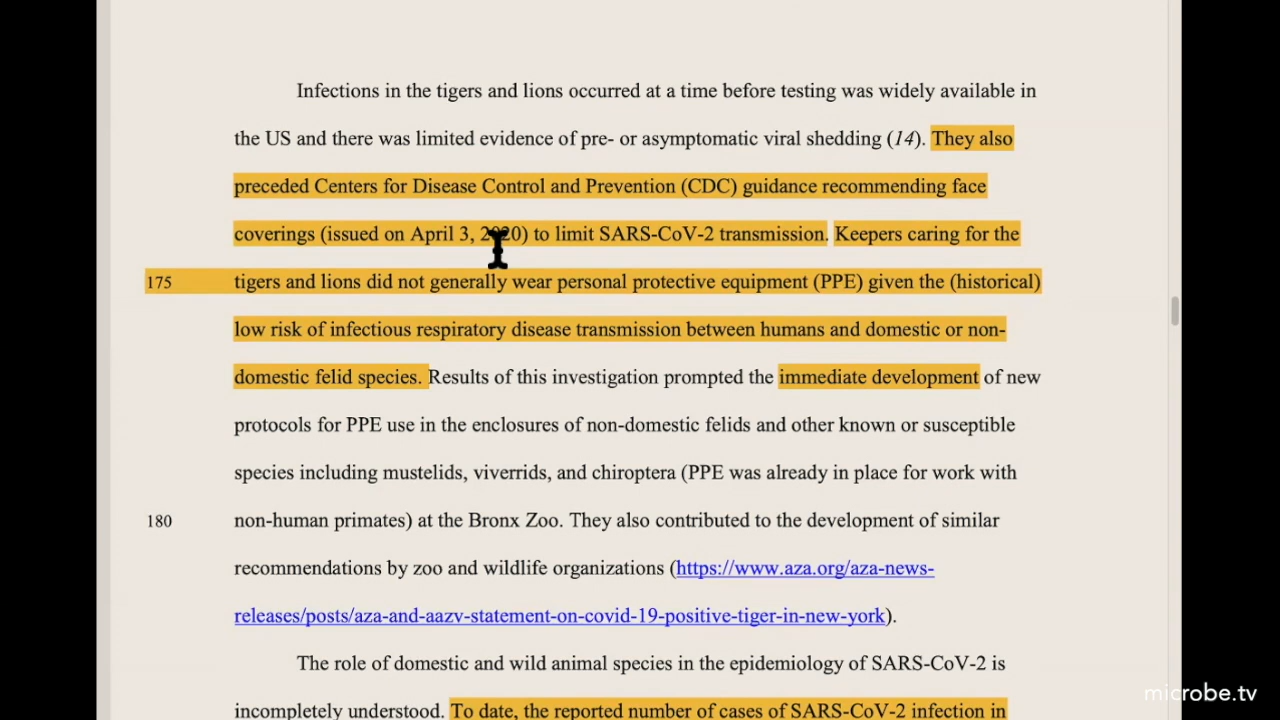 Infections in the tigers and lions occurred at a time before testing was widely available in
the US and there was limited evidence of pre- or asymptomatic viral shedding (14). They also
preceded Centers for Disease Control and Prevention (CDC) guidance recommending face
coverings (issued on April 3, 2020) to limit SARS-CoV-2 transmission. Keepers caring for the
175 tigers and lions did not generally wear personal protective equipment (PPE) given the (historical)
low risk of infectious respiratory disease transmission between humans and domestic or non-
domestic felid species. Results of this investigation prompted the immediate development of new
protocols for PPE use in the enclosures of non-domestic felids and other known or susceptible
species including mustelids, viverrids, and chiroptera (PPE was already in place for work with
180 non-human primates) at the Bronx Zoo. They also contributed to the development of similar
recommendations by zoo and wildlife organizations (https://www.aza.org/aza-news-
releases/posts/aza-and-aazv-statement-on-covid-19-positive-tiger-in-new-york).
The role of domestic and wild animal species in the epidemiology of SARS-CoV-2 is
incompletely understood. To date, the reported number of cases of SARS-CoV-2 infection in
microbe.tv